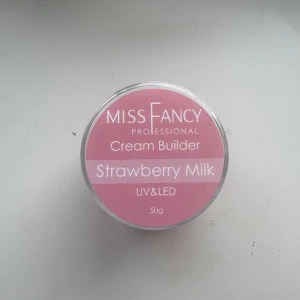 MISS FANCY
PROFESSIONAL
Cream Builder
Strawberry Milk
UV&LED
50g